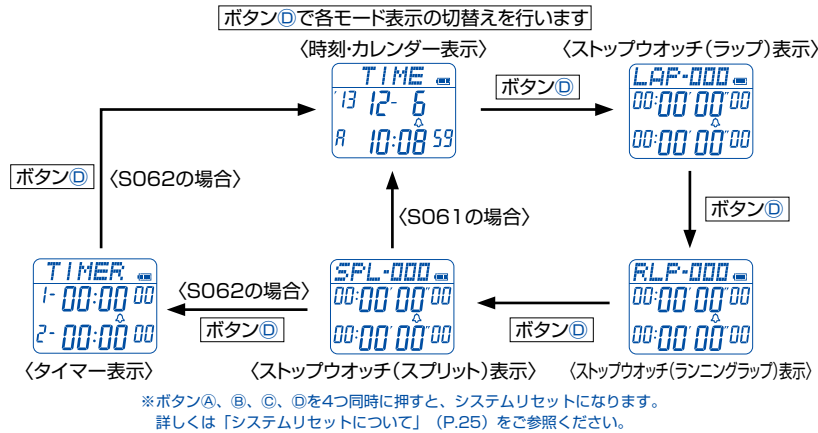 ボタンⒹで各モード表示の切替えを行います
〈時刻・カレンダー表示〉
〈ストップウオッチ（ラップ）表示〉
TIME
'13 12- 6
A 10:08 59
ボタンⒹ
LAP-000
00:00'00"00
00:00'00"00
ボタンⒹ
〈S062の場合〉
〈S061の場合〉
ボタンⒹ
TIMER
1- 00:00 00
2- 00:00 00
〈S062の場合〉
ボタンⒹ
SPL-000
00:00'00"00
00:00'00"00
ボタンⒹ
RLP-000
00:00'00"00
00:00'00"00
〈タイマー表示〉
〈ストップウオッチ（スプリット）表示〉
〈ストップウオッチ（ランニングラップ）表示〉
※ボタンⒶ、Ⓑ、Ⓒ、Ⓓを4つ同時に押すと、システムリセットになります。
詳しくは「システムリセットについて」（P.25）をご参照ください。